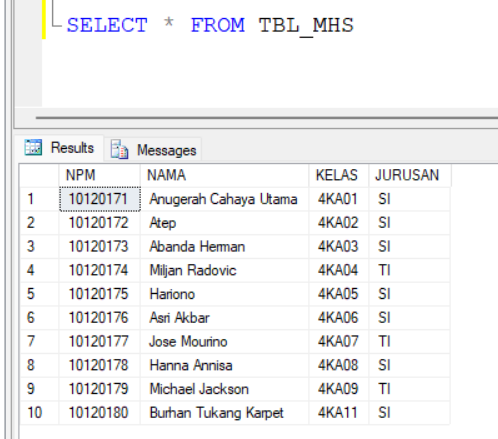 SELECT * FROM TBL_MHS
Results Messages
NPM NAMA KELAS JURUSAN
1 10120171 Anugerah Cahaya Utama 4KA01 SI
2 10120172 Atep 4KA02 SI
3 10120173 Abanda Herman 4KA03 SI
4 10120174 Miljan Radovic 4KA04 TI
5 10120175 Hariono 4KA05 SI
6 10120176 Asri Akbar 4KA06 SI
7 10120177 Jose Mourino 4KA07 TI
8 10120178 Hanna Annisa 4KA08 SI
9 10120179 Michael Jackson 4KA09 TI
10 10120180 Burhan Tukang Karpet 4KA11 SI